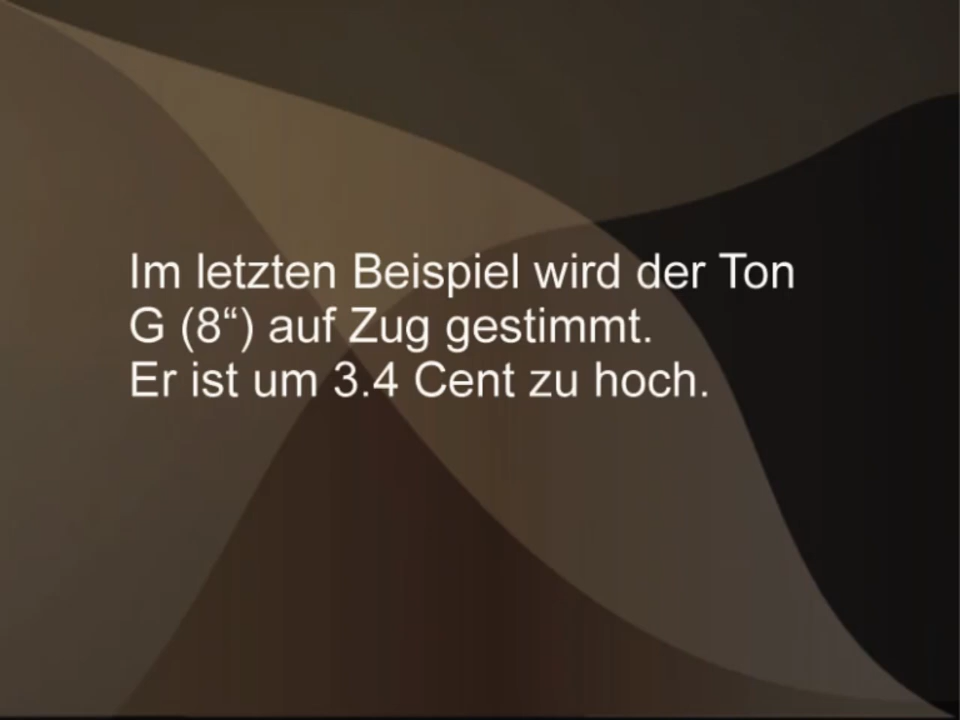 Im letzten Beispiel wird der Ton
G (8“) auf Zug gestimmt.
Er ist um 3.4 Cent zu hoch.